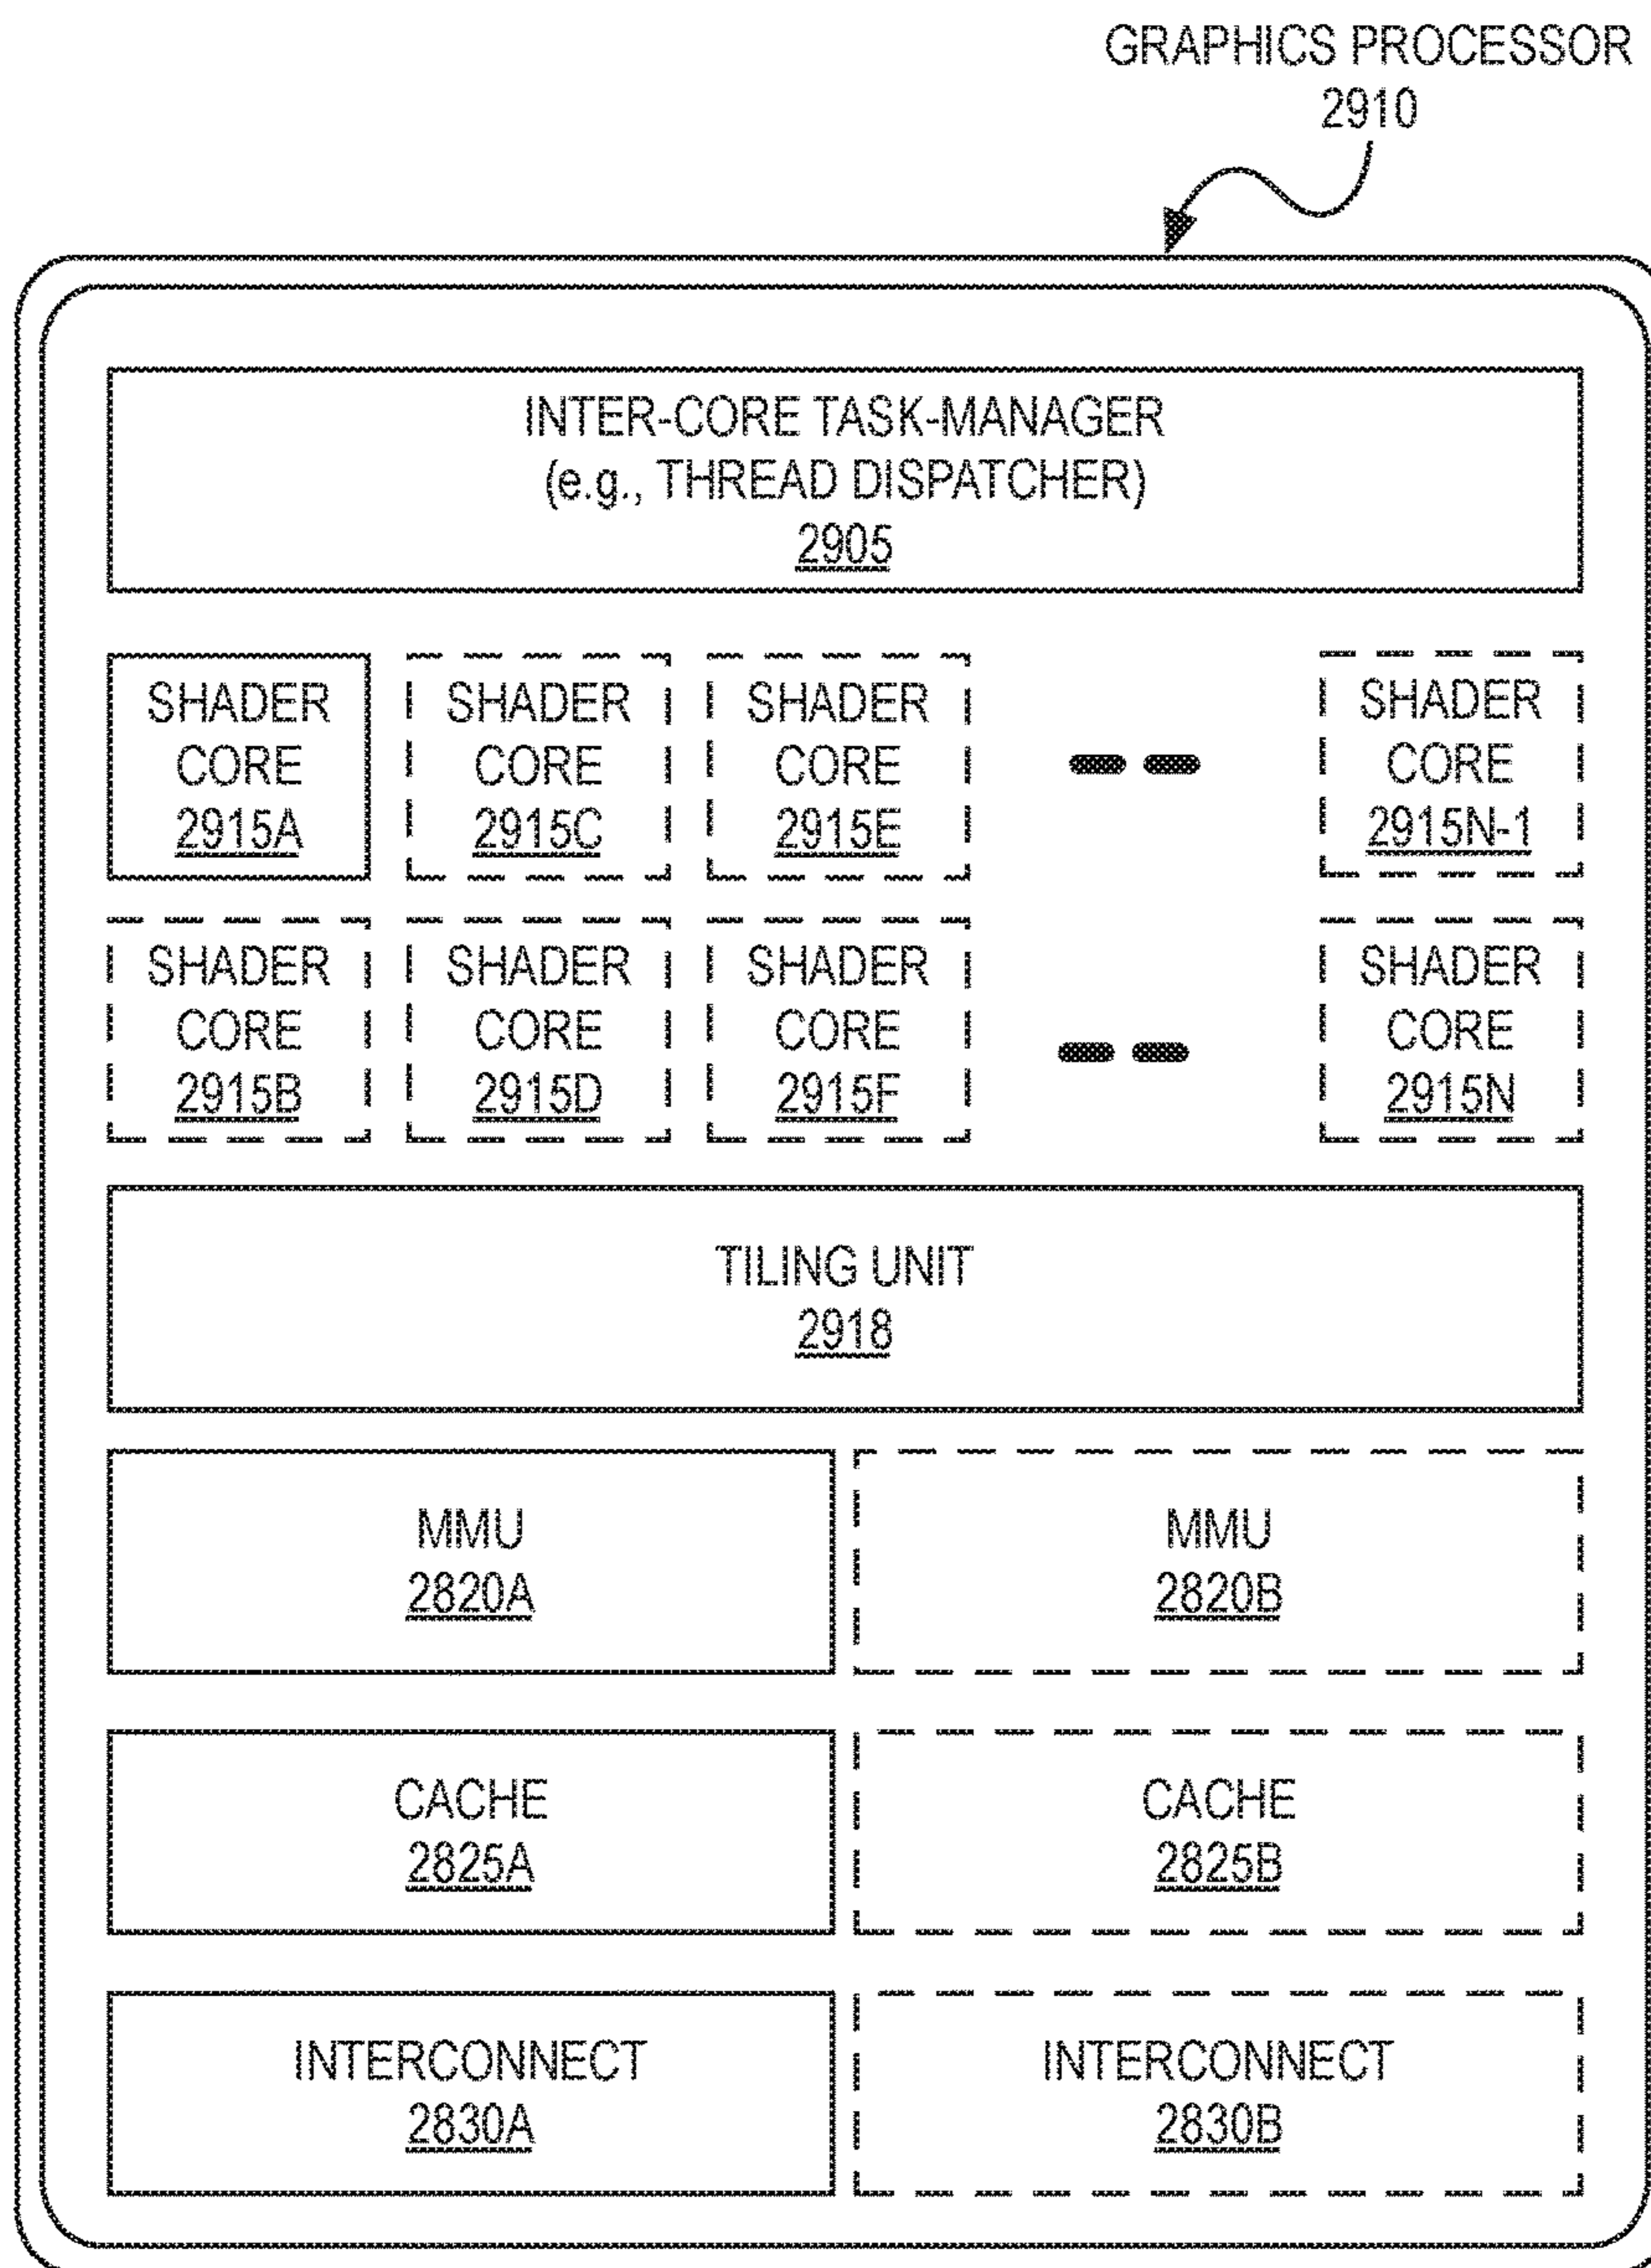 GRAPHICS PROCESSOR
2910
INTER-CORE TASK-MANAGER
(e.g., THREAD DISPATCHER)
2905
SHADER
CORE
2915A
SHADER
CORE
2915C
SHADER
CORE
2915E
SHADER
CORE
2915N-1
SHADER
CORE
2915B
SHADER
CORE
2915D
SHADER
CORE
2915F
SHADER
CORE
2915N
TILING UNIT
2918
MMU
2820A
MMU
2820B
CACHE
2825A
CACHE
2825B
INTERCONNECT
2830A
INTERCONNECT
2830B